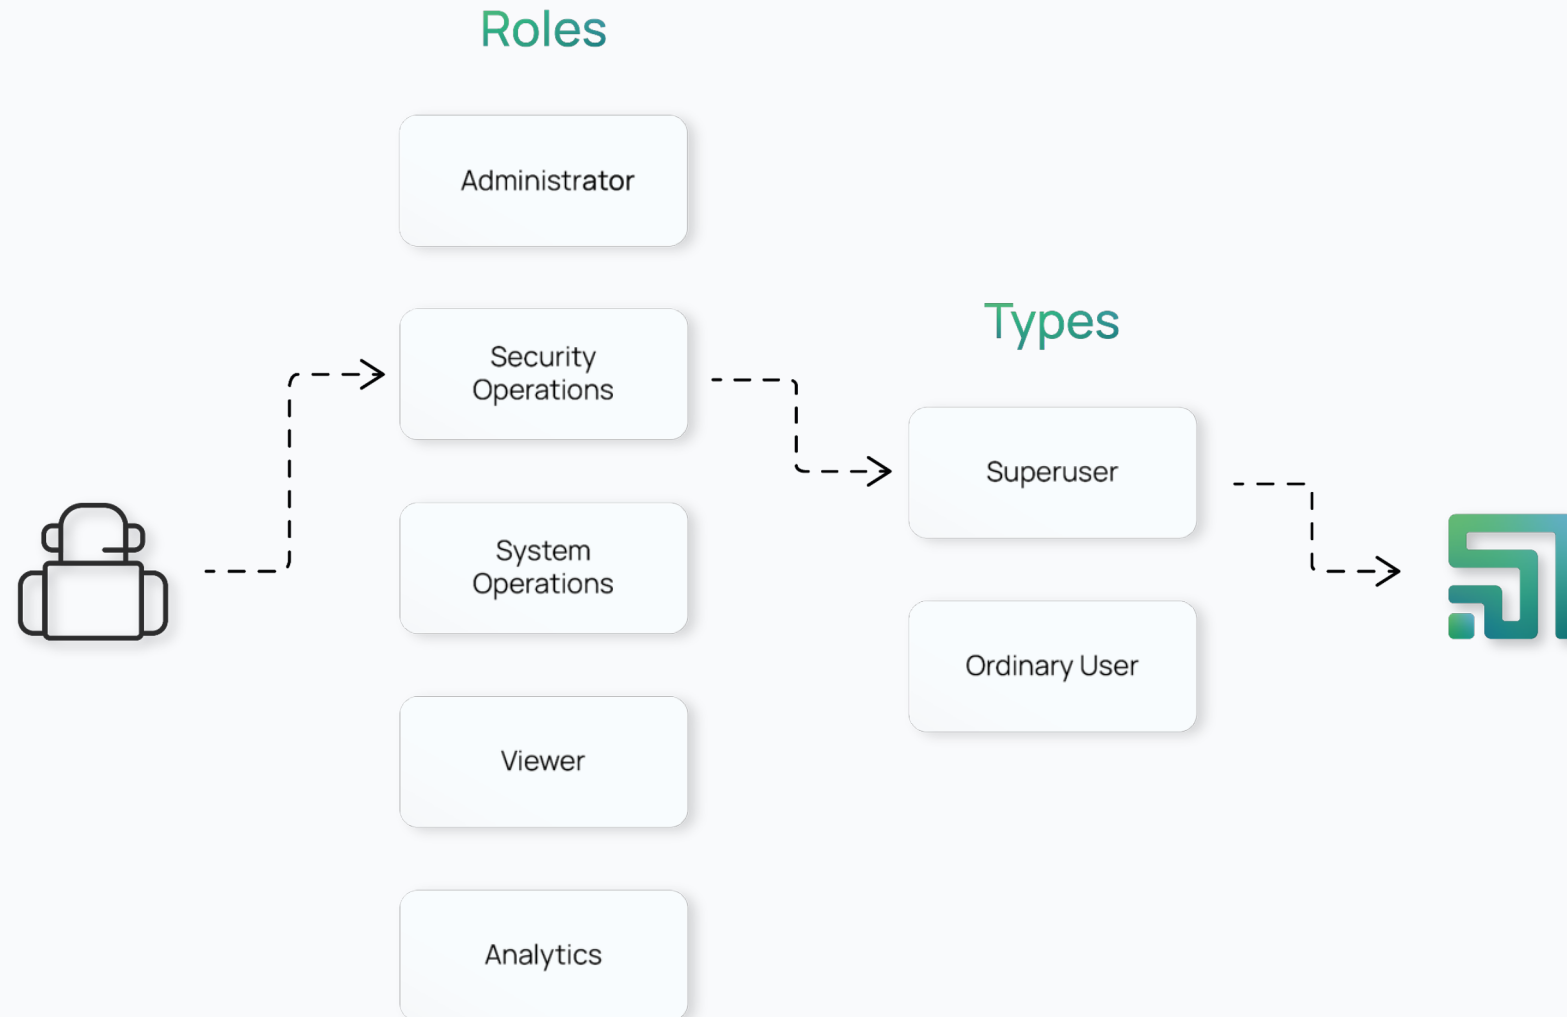 Roles
Administrator
Security
Operations
System
Operations
Viewer
Analytics
Types
Superuser
Ordinary User